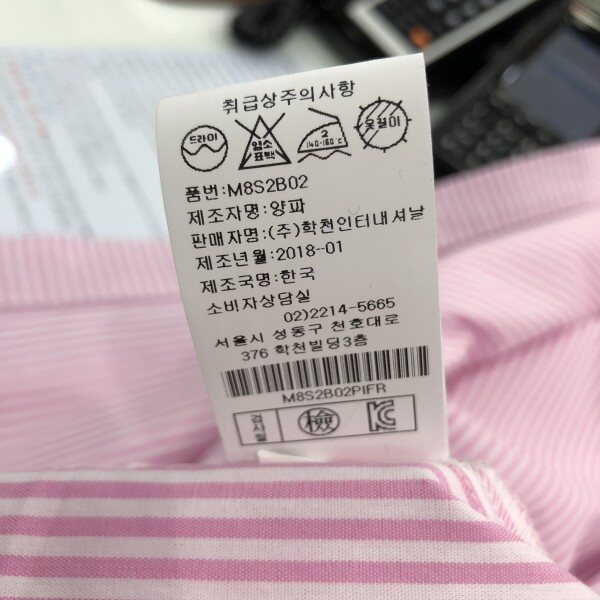 취급상주의사항
드라이
염소
표백
2
140-160℃
옷걸이
품번:M8S2B02
제조자명:양파
판매자명:(주)학천인터내셔날
제조년월:2018-01
제조국명:한국
소비자상담실
02)2214-5665
서울시 성동구 천호대로
376 학천빌딩3층
M8S2B02PIFR
검사필 檢